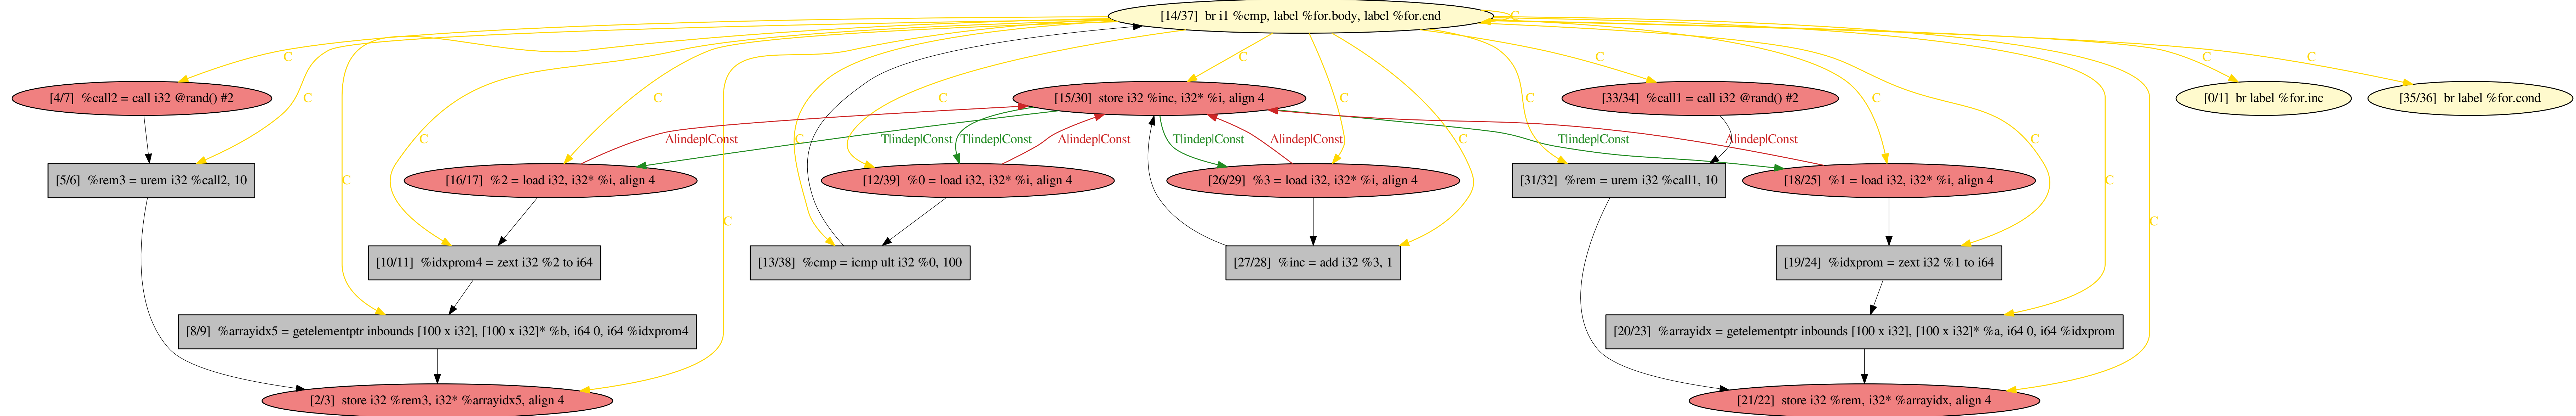 [14/37]  br i1 %cmp, label %for.body, label %for.end
C
C
C
C
C
C
[4/7]  %call2 = call i32 @rand() #2
C
C
[15/30]  store i32 %inc, i32* %i, align 4
C
C
C
[33/34]  %call1 = call i32 @rand() #2
C
[0/1]  br label %for.inc
[35/36]  br label %for.cond
C
C
C
A|indep|Const
T|indep|Const
T|indep|Const
A|indep|Const
T|indep|Const
A|indep|Const
C
T|indep|Const
A|indep|Const
C
[5/6]  %rem3 = urem i32 %call2, 10
C
[16/17]  %2 = load i32, i32* %i, align 4
[12/39]  %0 = load i32, i32* %i, align 4
[26/29]  %3 = load i32, i32* %i, align 4
[31/32]  %rem = urem i32 %call1, 10
[18/25]  %1 = load i32, i32* %i, align 4
C
C
C
[10/11]  %idxprom4 = zext i32 %2 to i64
[13/38]  %cmp = icmp ult i32 %0, 100
[27/28]  %inc = add i32 %3, 1
[19/24]  %idxprom = zext i32 %1 to i64
[8/9]  %arrayidx5 = getelementptr inbounds [100 x i32], [100 x i32]* %b, i64 0, i64 %idxprom4
[20/23]  %arrayidx = getelementptr inbounds [100 x i32], [100 x i32]* %a, i64 0, i64 %idxprom
[2/3]  store i32 %rem3, i32* %arrayidx5, align 4
[21/22]  store i32 %rem, i32* %arrayidx, align 4